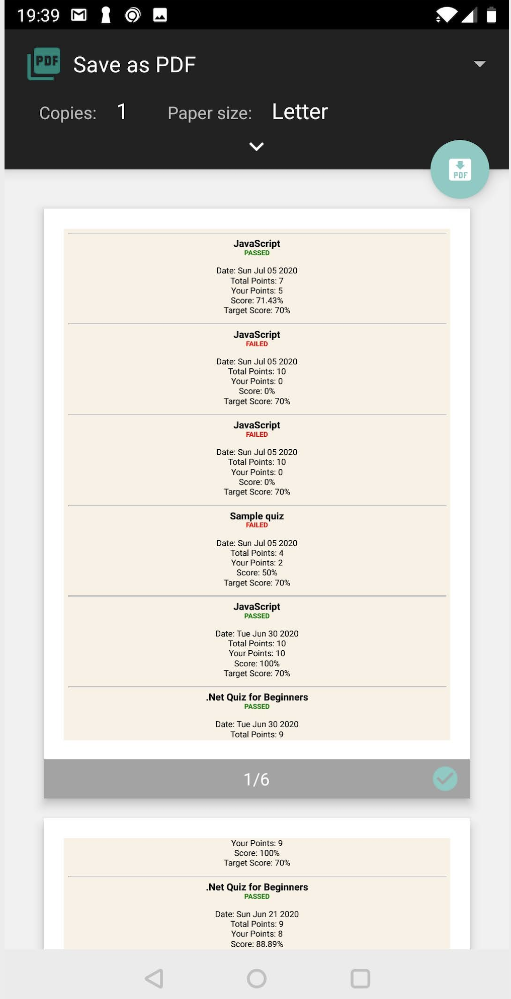 19:39
PDF
Save as PDF
Copies: 1 Paper size: Letter
PDF
JavaScript
PASSED
Date: Sun Jul 05 2020
Total Points: 7
Your Points: 5
Score: 71.43%
Target Score: 70%
JavaScript
FAILED
Date: Sun Jul 05 2020
Total Points: 10
Your Points: 0
Score: 0%
Target Score: 70%
JavaScript
FAILED
Date: Sun Jul 05 2020
Total Points: 10
Your Points: 0
Score: 0%
Target Score: 70%
Sample quiz
FAILED
Date: Sun Jul 05 2020
Total Points: 4
Your Points: 2
Score: 50%
Target Score: 70%
JavaScript
PASSED
Date: Tue Jun 30 2020
Total Points: 10
Your Points: 10
Score: 100%
Target Score: 70%
.Net Quiz for Beginners
PASSED
Date: Tue Jun 30 2020
Total Points: 9
1/6
Your Points: 9
Score: 100%
Target Score: 70%
.Net Quiz for Beginners
PASSED
Date: Sun Jun 21 2020
Total Points: 9
Your Points: 8
Score: 88.89%